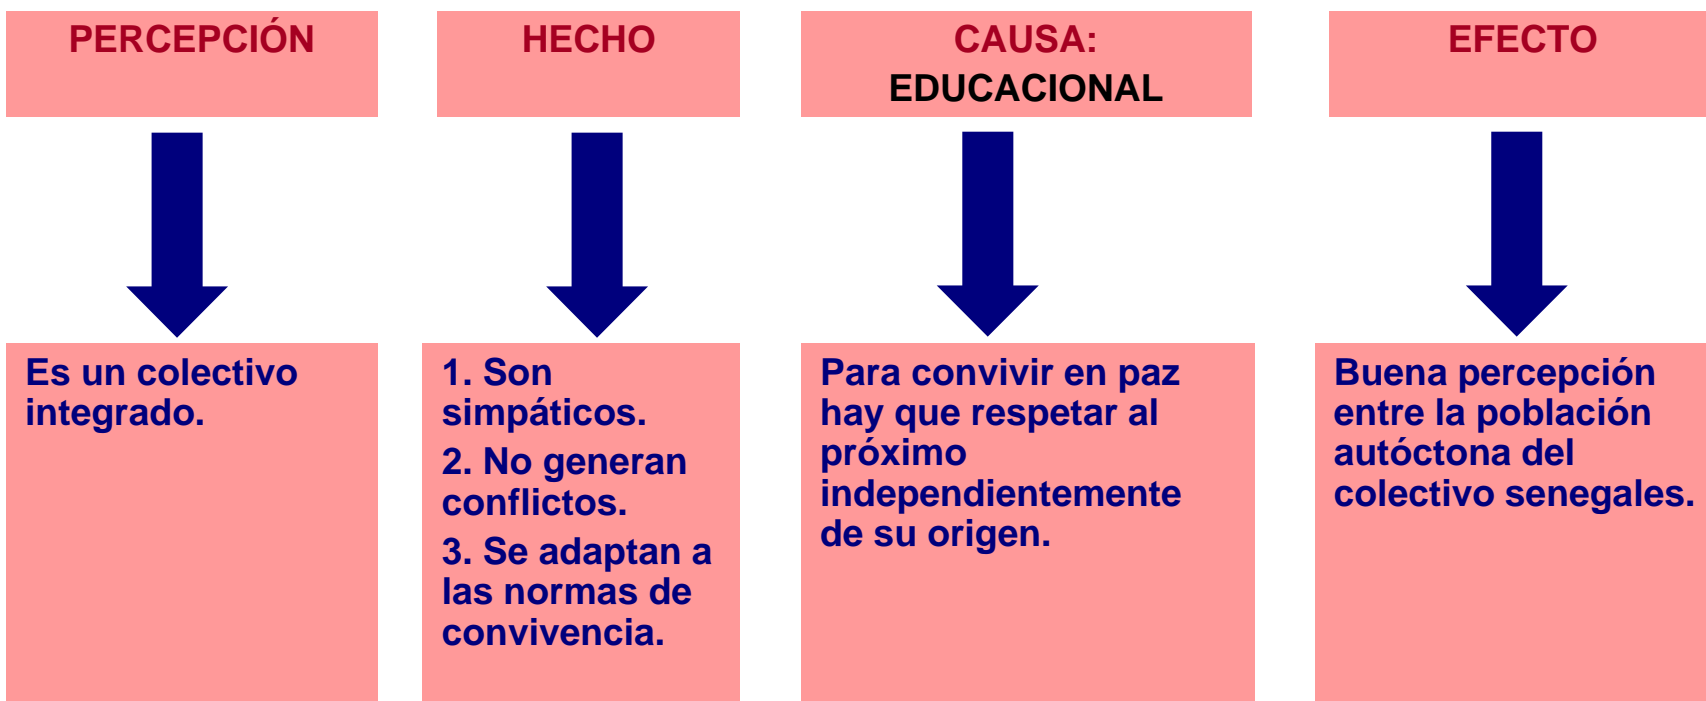 PERCEPCIÓN
HECHO
CAUSA:
EDUCACIONAL
EFECTO
Es un colectivo
integrado.
1. Son
simpáticos.
2. No generan
conflictos.
3. Se adaptan a
las normas de
convivencia.
Para convivir en paz
hay que respetar al
próximo
independientemente
de su origen.
Buena percepción
entre la población
autóctona del
colectivo senegales.